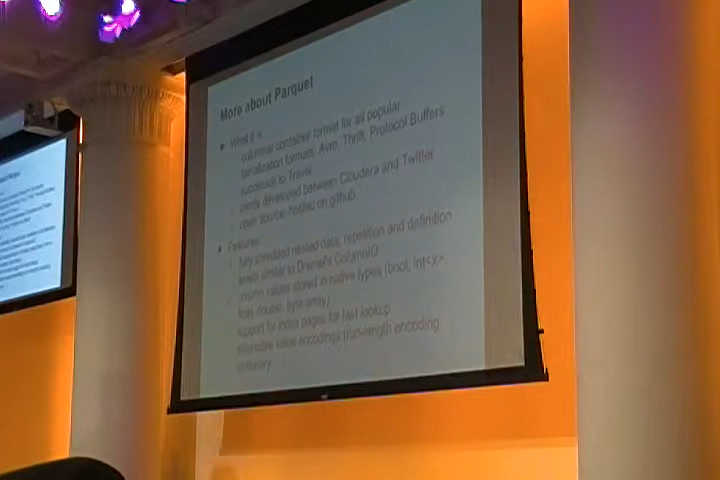 More about Parquet
What it is:
columnar container format for all popular
serialization formats: Avro, Thrift, Protocol Buffers
successor to Trevni
jointly developed between Cloudera and Twitter
open source; hosted on github
Features:
fully shredded nested data; repetition and definition
levels similar to Dremel's ColumnIO
column values stored in native types (bool, int<x>,
float, double, byte array)
support for index pages for fast lookup
extensible value encodings (run-length encoding
dictionary